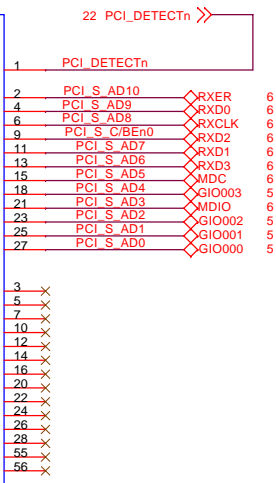 22 PCI_DETECTn
1 PCI_DETECTn
2 PCI_S_AD10 RXER 6
4 PCI_S_AD9 RXD0 6
6 PCI_S_AD8 RXCLK 6
9 PCI_S_C/BEn0 RXD2 6
11 PCI_S_AD7 RXD1 6
13 PCI_S_AD6 RXD3 6
15 PCI_S_AD5 MDC 6
18 PCI_S_AD4 GIO003 5
21 PCI_S_AD3 MDIO 6
23 PCI_S_AD2 GIO002 5
25 PCI_S_AD1 GIO001 5
27 PCI_S_AD0 GIO000 5
3
5
7
10
12
14
16
20
22
24
26
28
55
56